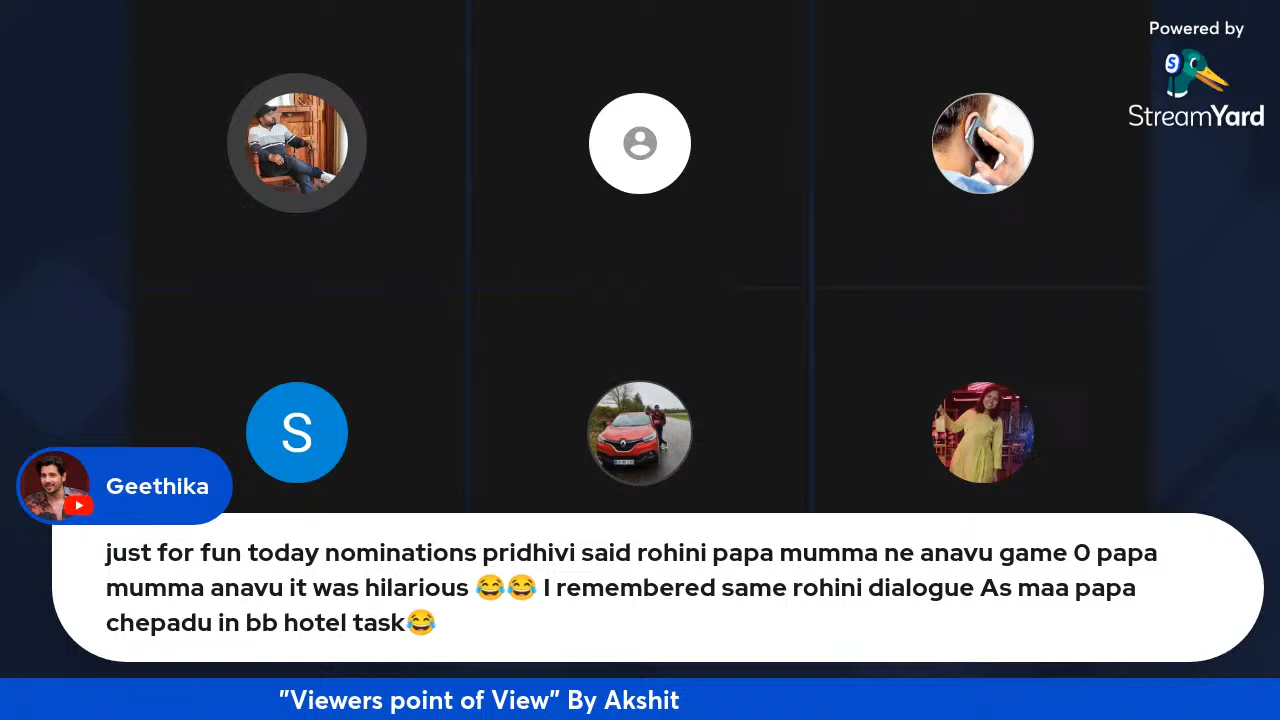 Powered by
StreamYard
S
Geethika
just for fun today nominations pridhivi said rohini papa mumma ne anavu game 0 papa
mumma anavu it was hilarious 😂😂 I remembered same rohini dialogue As maa papa
chepadu in bb hotel task😂
"Viewers point of View" By Akshit